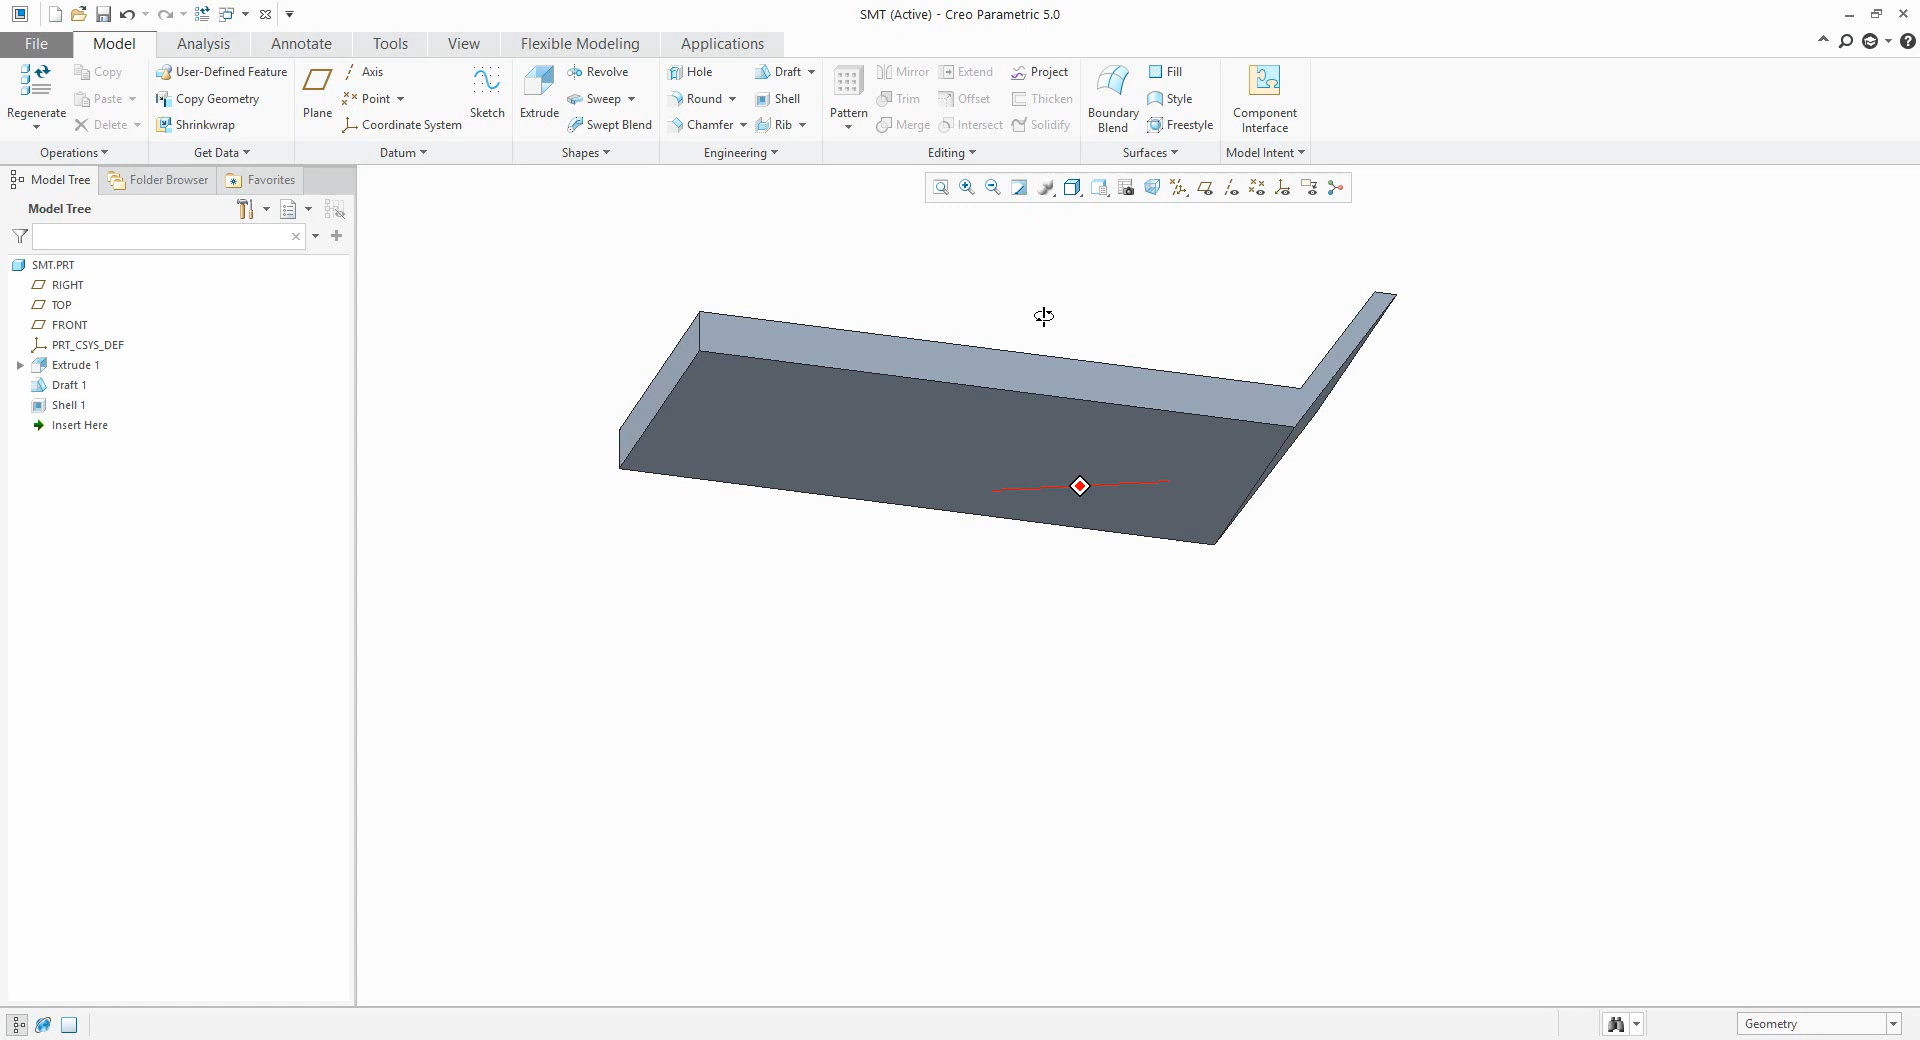 SMT (Active) - Creo Parametric 5.0
File Model Analysis Annotate Tools View Flexible Modeling Applications
Regenerate
Copy
Paste
Delete
Operations
User-Defined Feature
Copy Geometry
Shrinkwrap
Get Data
Plane
Axis
Point
Coordinate System
Sketch
Datum
Extrude
Revolve
Sweep
Swept Blend
Shapes
Hole
Round
Chamfer
Draft
Shell
Rib
Engineering
Pattern
Mirror
Trim
Merge
Extend
Offset
Intersect
Project
Thicken
Solidify
Editing
Boundary
Blend
Fill
Style
Freestyle
Surfaces
Component
Interface
Model Intent
Model Tree Folder Browser Favorites
Model Tree
SMT.PRT
RIGHT
TOP
FRONT
PRT_CSYS_DEF
Extrude 1
Draft 1
Shell 1
Insert Here
Geometry